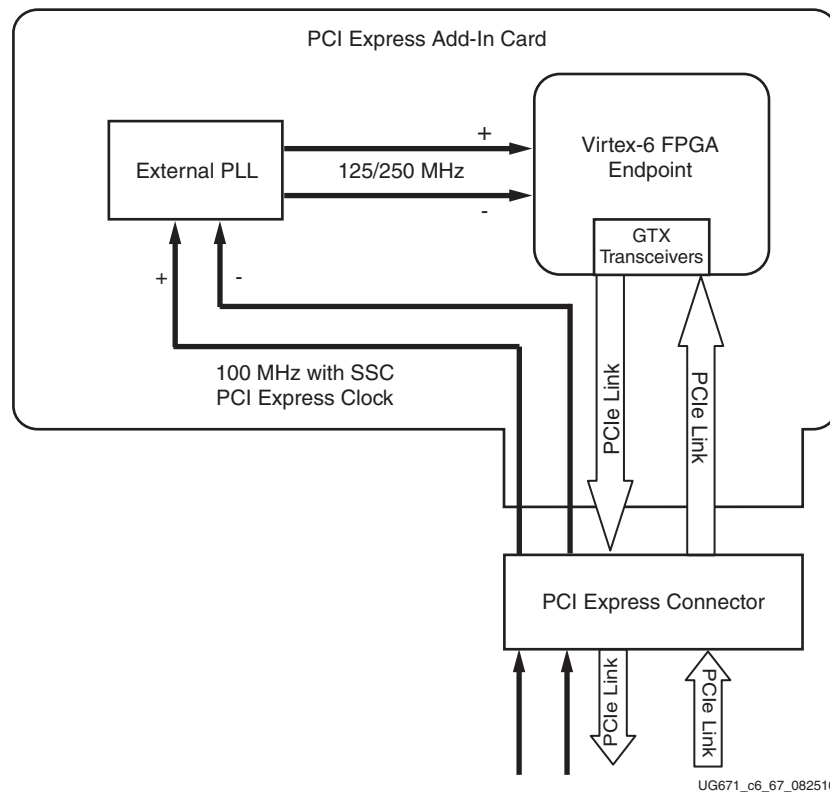 PCI Express Add-In Card
+
External PLL
125/250 MHz
-
Virtex-6 FPGA
Endpoint
GTX
Transceivers
+
-
100 MHz with SSC
PCI Express Clock
PCIe Link
PCIe Link
PCI Express Connector
PCIe Link
PCIe Link
UG671_c6_67_082510